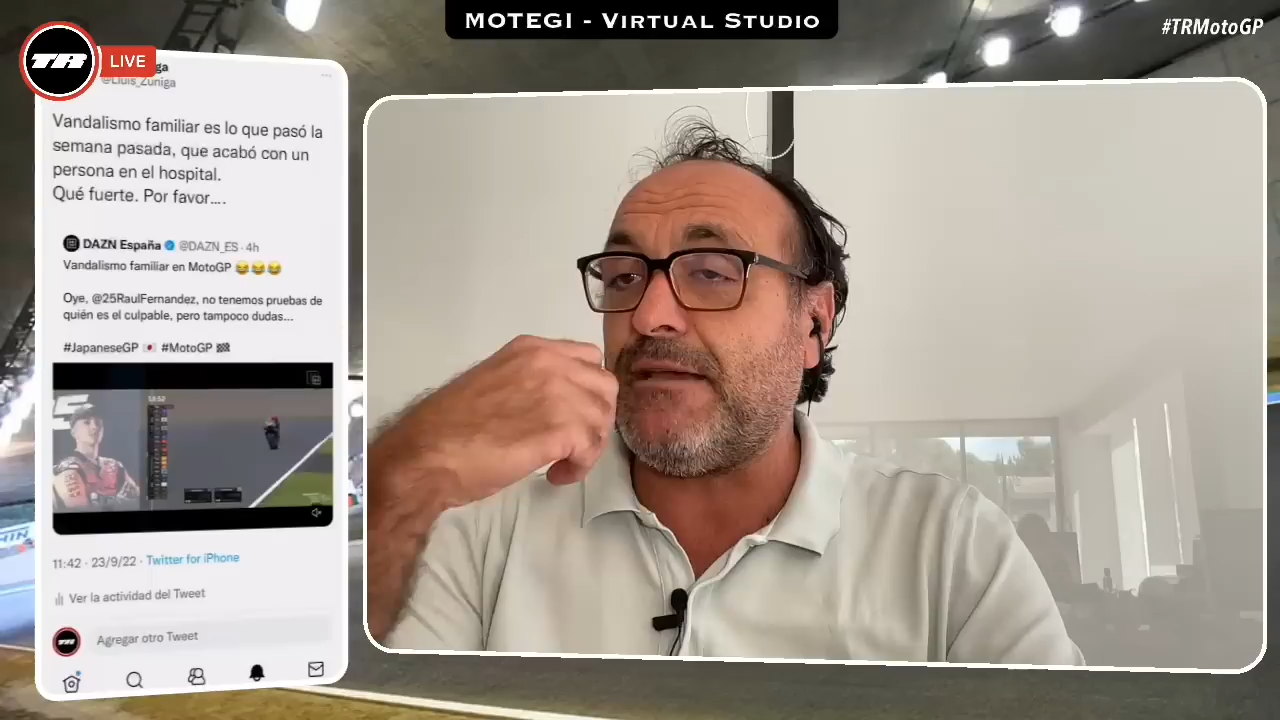 MOTEGI - VIRTUAL STUDIO
#TRMotoGP
TR LIVE
@Lluis_Zuniga
Vandalismo familiar es lo que pasó la
semana pasada, que acabó con un
persona en el hospital.
Qué fuerte. Por favor....
DAZN España @DAZN_ES · 4h
Vandalismo familiar en MotoGP 😂😂😂
Oye, @25RaulFernandez, no tenemos pruebas de
quién es el culpable, pero tampoco dudas...
#JapaneseGP 🇯🇵 #MotoGP 🏁
11:42 · 23/9/22 · Twitter for iPhone
Ver la actividad del Tweet
Agregar otro Tweet